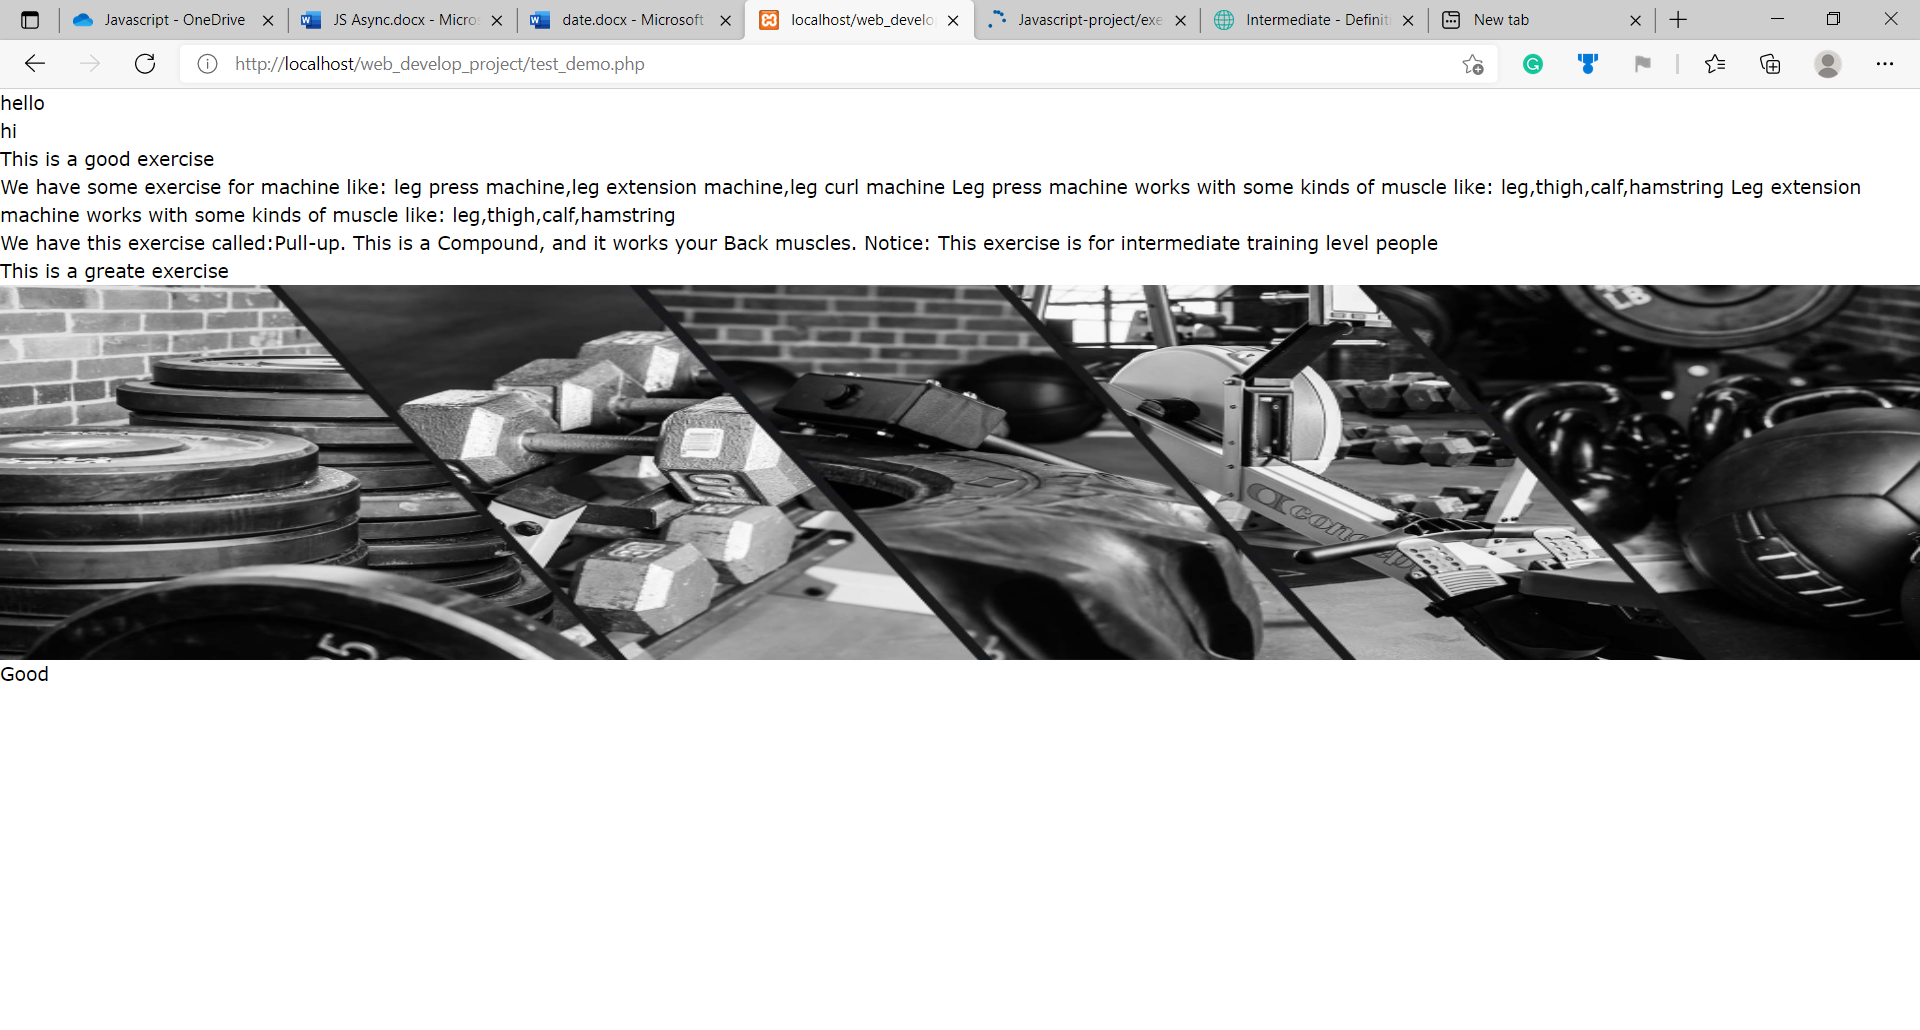 Javascript - OneDrive
JS Async.docx - Micro
date.docx - Microsoft
localhost/web_develo
Javascript-project/exe
Intermediate - Definit
New tab
http://localhost/web_develop_project/test_demo.php
hello
hi
This is a good exercise
We have some exercise for machine like: leg press machine,leg extension machine,leg curl machine Leg press machine works with some kinds of muscle like: leg,thigh,calf,hamstring Leg extension
machine works with some kinds of muscle like: leg,thigh,calf,hamstring
We have this exercise called:Pull-up. This is a Compound, and it works your Back muscles. Notice: This exercise is for intermediate training level people
This is a greate exercise
LB
Good